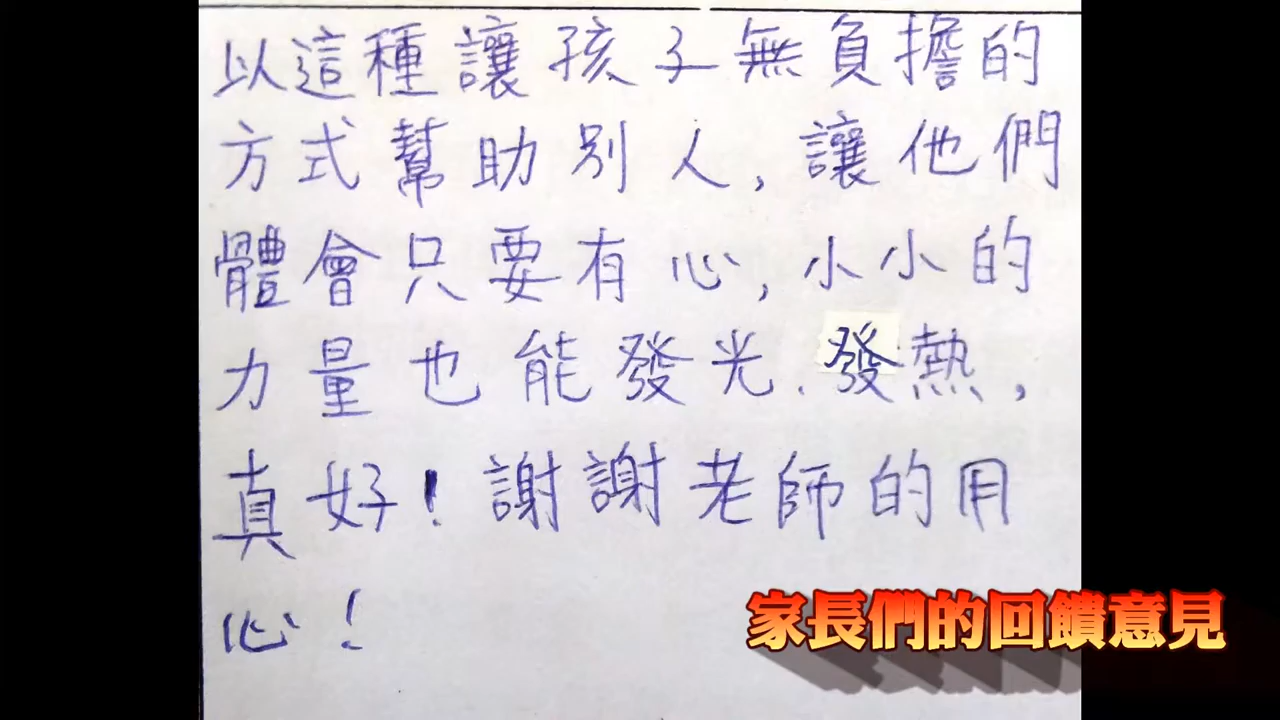 以這種讓孩子無負擔的
方式幫助別人,讓他們
體會只要有心,小小的
力量也能發光.發熱,
真好!謝謝老師的用
心!
家長們的回饋意見